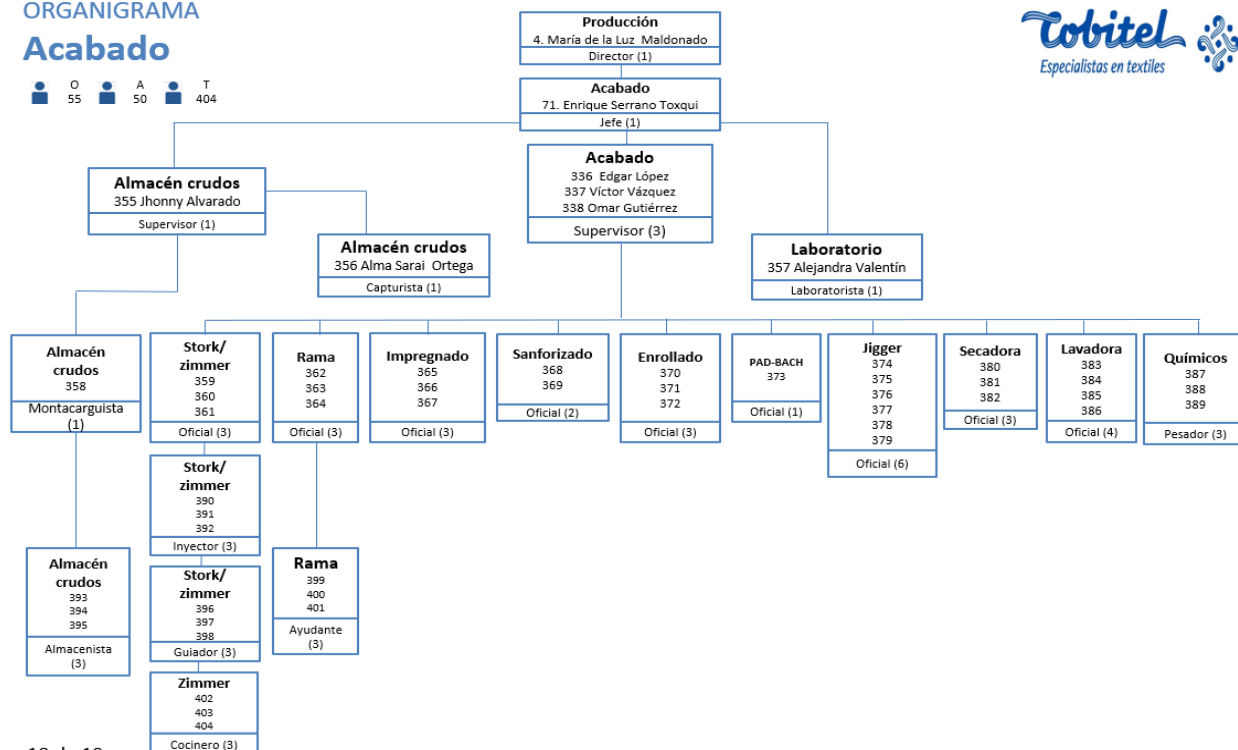 ORGANIGRAMA
Acabado
O
55
A
50
T
404
Tobitel
Especialistas en textiles
Producción
4. María de la Luz Maldonado
Director (1)
Acabado
71. Enrique Serrano Toxqui
Jefe (1)
Almacén crudos
355 Jhonny Alvarado
Supervisor (1)
Almacén crudos
356 Alma Sarai Ortega
Capturista (1)
Acabado
336 Edgar López
337 Víctor Vázquez
338 Omar Gutiérrez
Supervisor (3)
Laboratorio
357 Alejandra Valentín
Laboratorista (1)
Almacén
crudos
358
Montacarguista
(1)
Stork/
zimmer
359
360
361
Oficial (3)
Rama
362
363
364
Oficial (3)
Impregnado
365
366
367
Oficial (3)
Sanforizado
368
369
Oficial (2)
Enrollado
370
371
372
Oficial (3)
PAD-BACH
373
Oficial (1)
Jigger
374
375
376
377
378
379
Oficial (6)
Secadora
380
381
382
Oficial (3)
Lavadora
383
384
385
386
Oficial (4)
Químicos
387
388
389
Pesador (3)
Stork/
zimmer
390
391
392
Inyector (3)
Almacén
crudos
393
394
395
Almacenista
(3)
Stork/
zimmer
396
397
398
Guiador (3)
Rama
399
400
401
Ayudante
(3)
Zimmer
402
403
404
Cocinero (3)